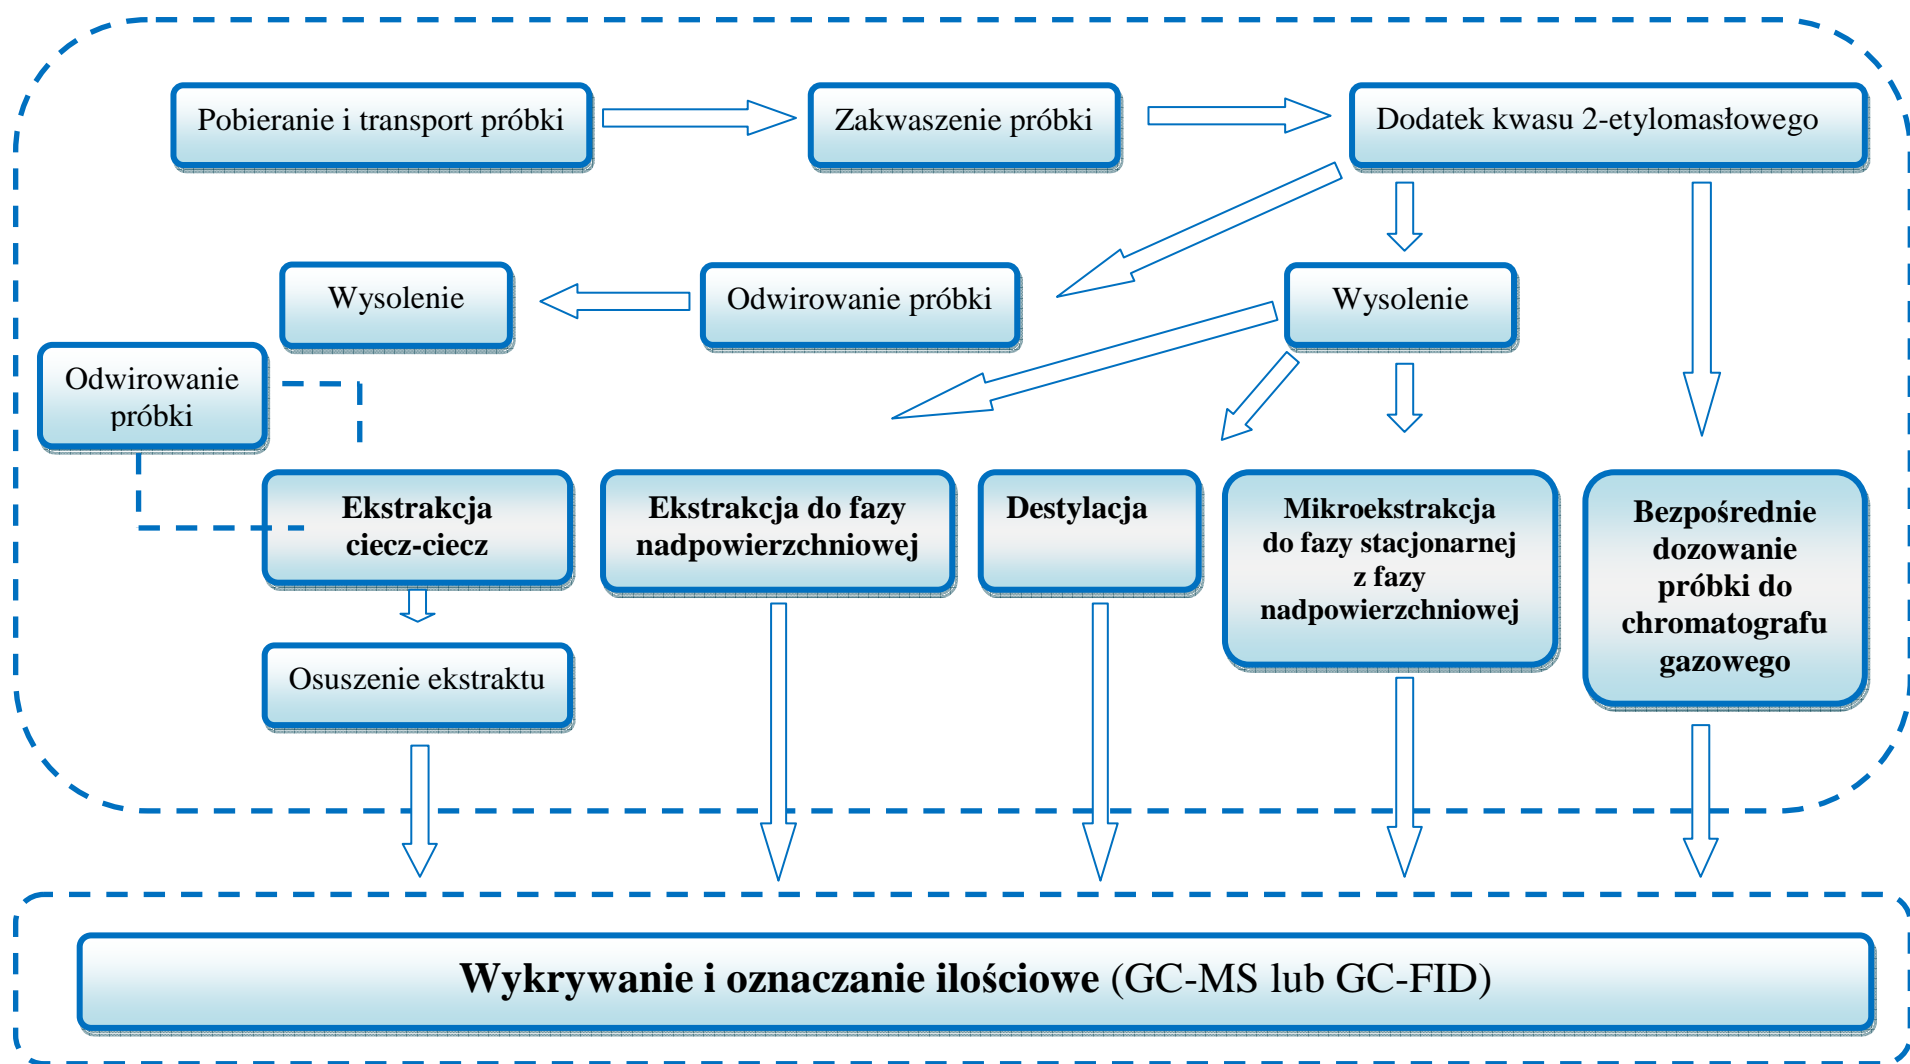 Pobieranie i transport próbki
Zakwaszenie próbki
Dodatek kwasu 2-etylomasłowego
Wysolenie
Odwirowanie próbki
Wysolenie
Odwirowanie
próbki
Ekstrakcja
ciecz-ciecz
Ekstrakcja do fazy
nadpowierzchniowej
Destylacja
Mikroekstrakcja
do fazy stacjonarnej
z fazy
nadpowierzchniowej
Bezpośrednie
dozowanie
próbki do
chromatografu
gazowego
Osuszenie ekstraktu
Wykrywanie i oznaczanie ilościowe (GC-MS lub GC-FID)